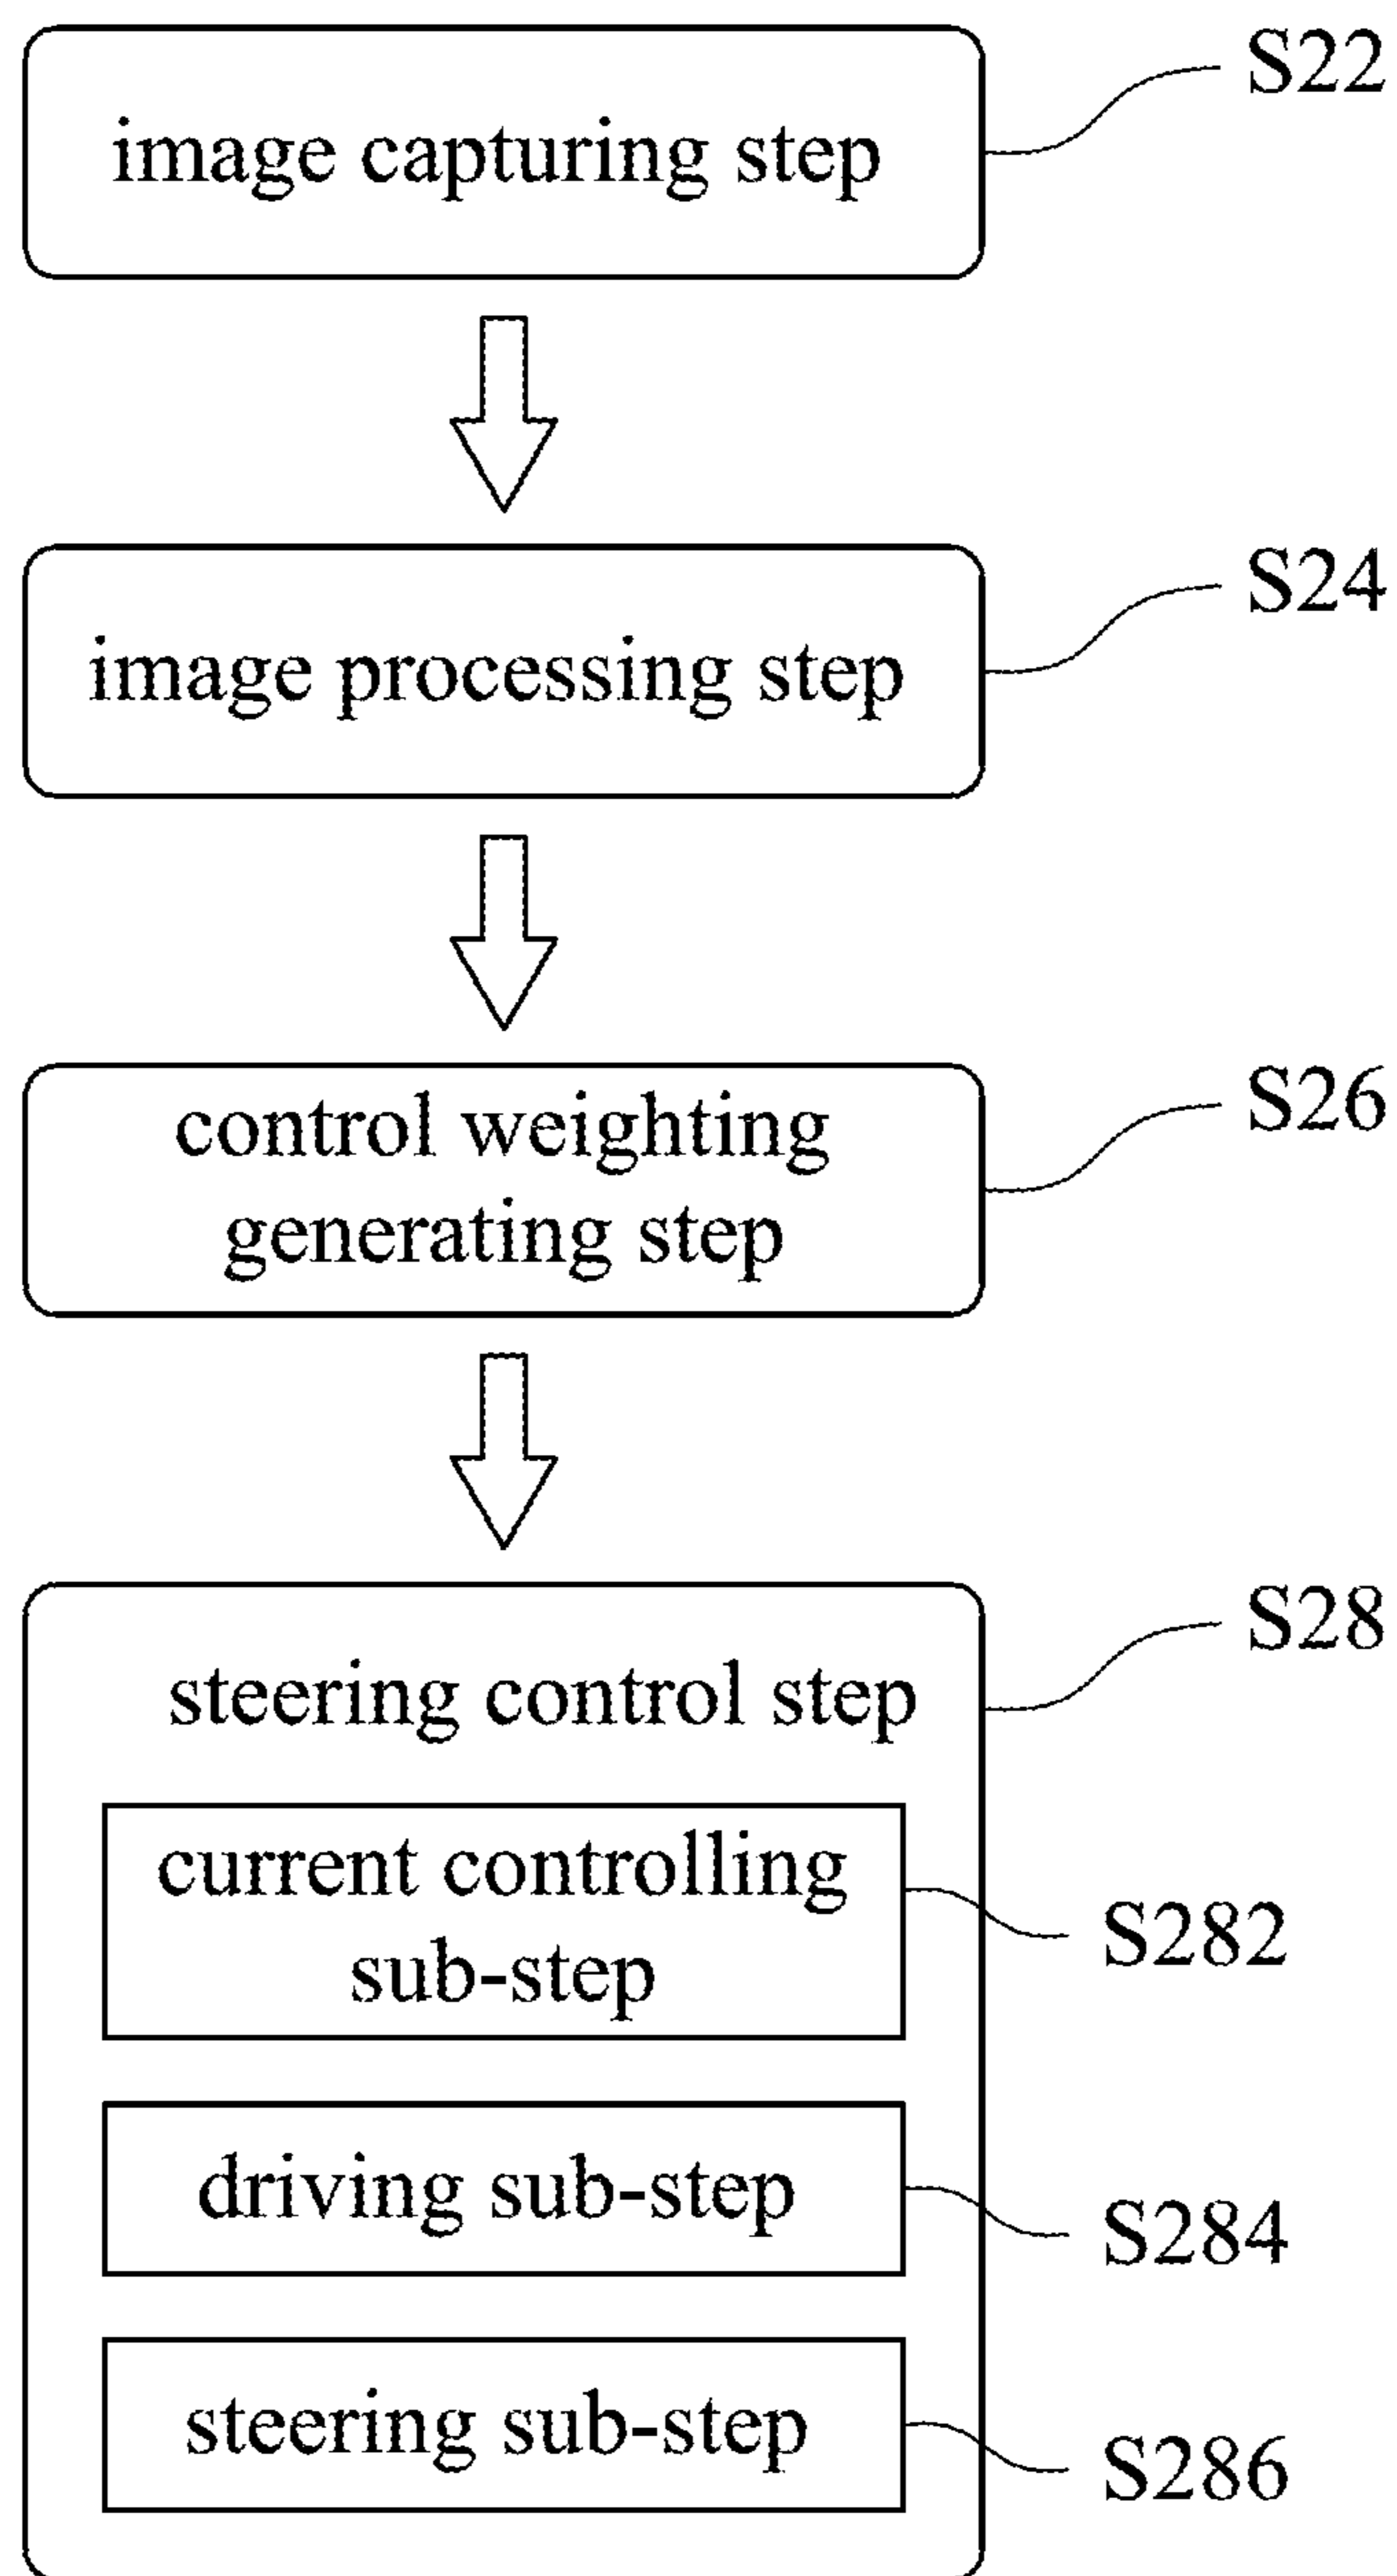 image capturing step
S22
image processing step
S24
control weighting
generating step
S26
steering control step
S28
current controlling
sub-step
S282
driving sub-step
S284
steering sub-step
S286